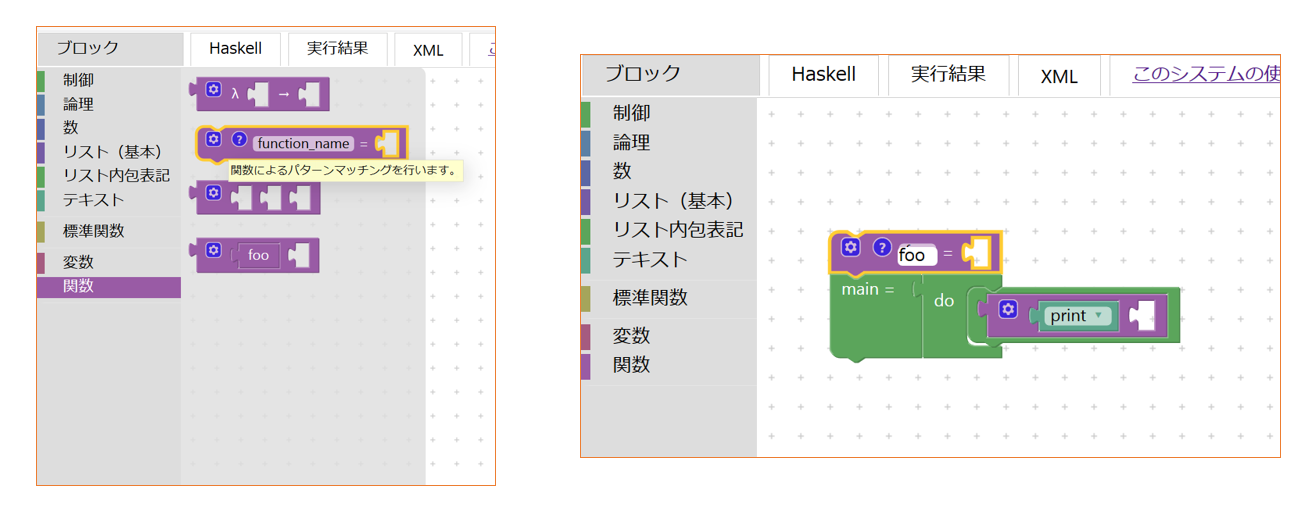 ブロック
Haskell
実行結果
XML
制御
論理
数
リスト（基本）
リスト内包表記
テキスト
標準関数
変数
関数
λ →
? function_name =
関数によるパターンマッチングを行います。
foo
ブロック
Haskell
実行結果
XML
このシステムの使
制御
論理
数
リスト（基本）
リスト内包表記
テキスト
標準関数
変数
関数
? foo =
main =
do
print